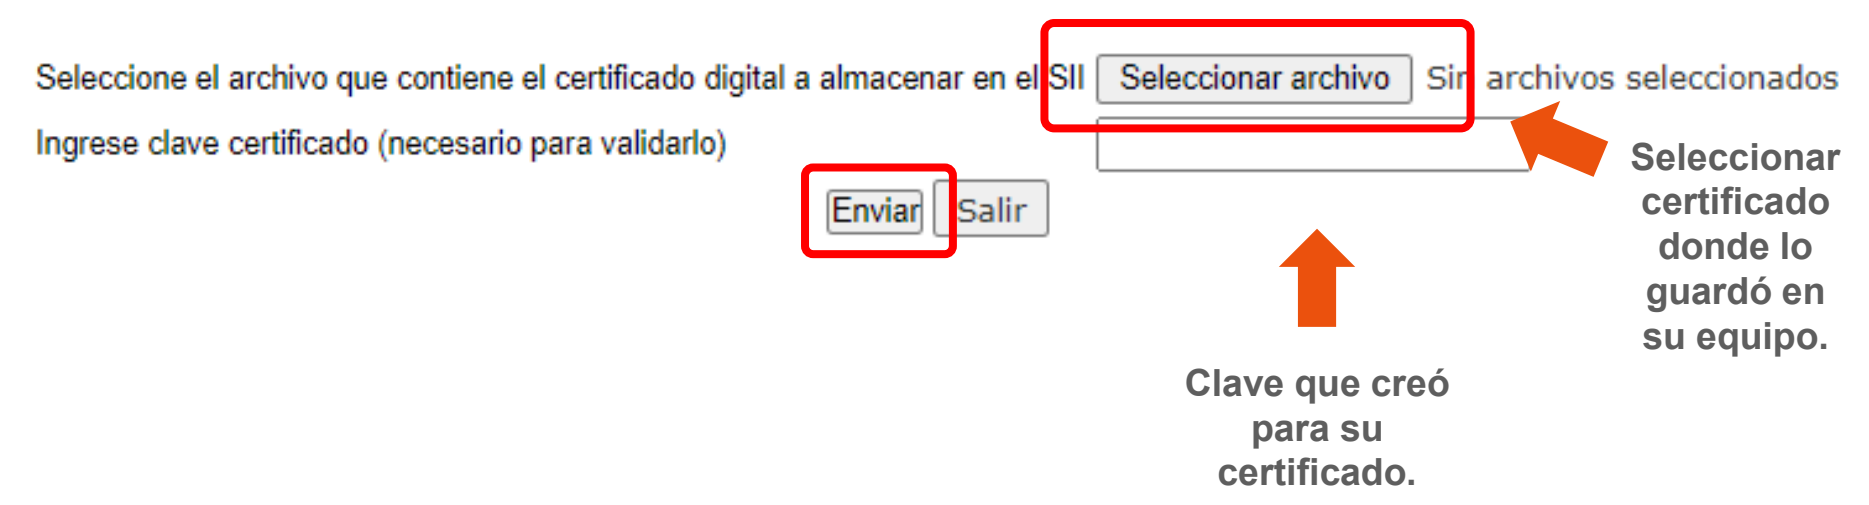 Seleccione el archivo que contiene el certificado digital a almacenar en el SII Seleccionar archivo Sin archivos seleccionados
Ingrese clave certificado (necesario para validarlo)
Enviar Salir
Seleccionar
certificado
donde lo
guardó en
su equipo.
Clave que creó
para su
certificado.